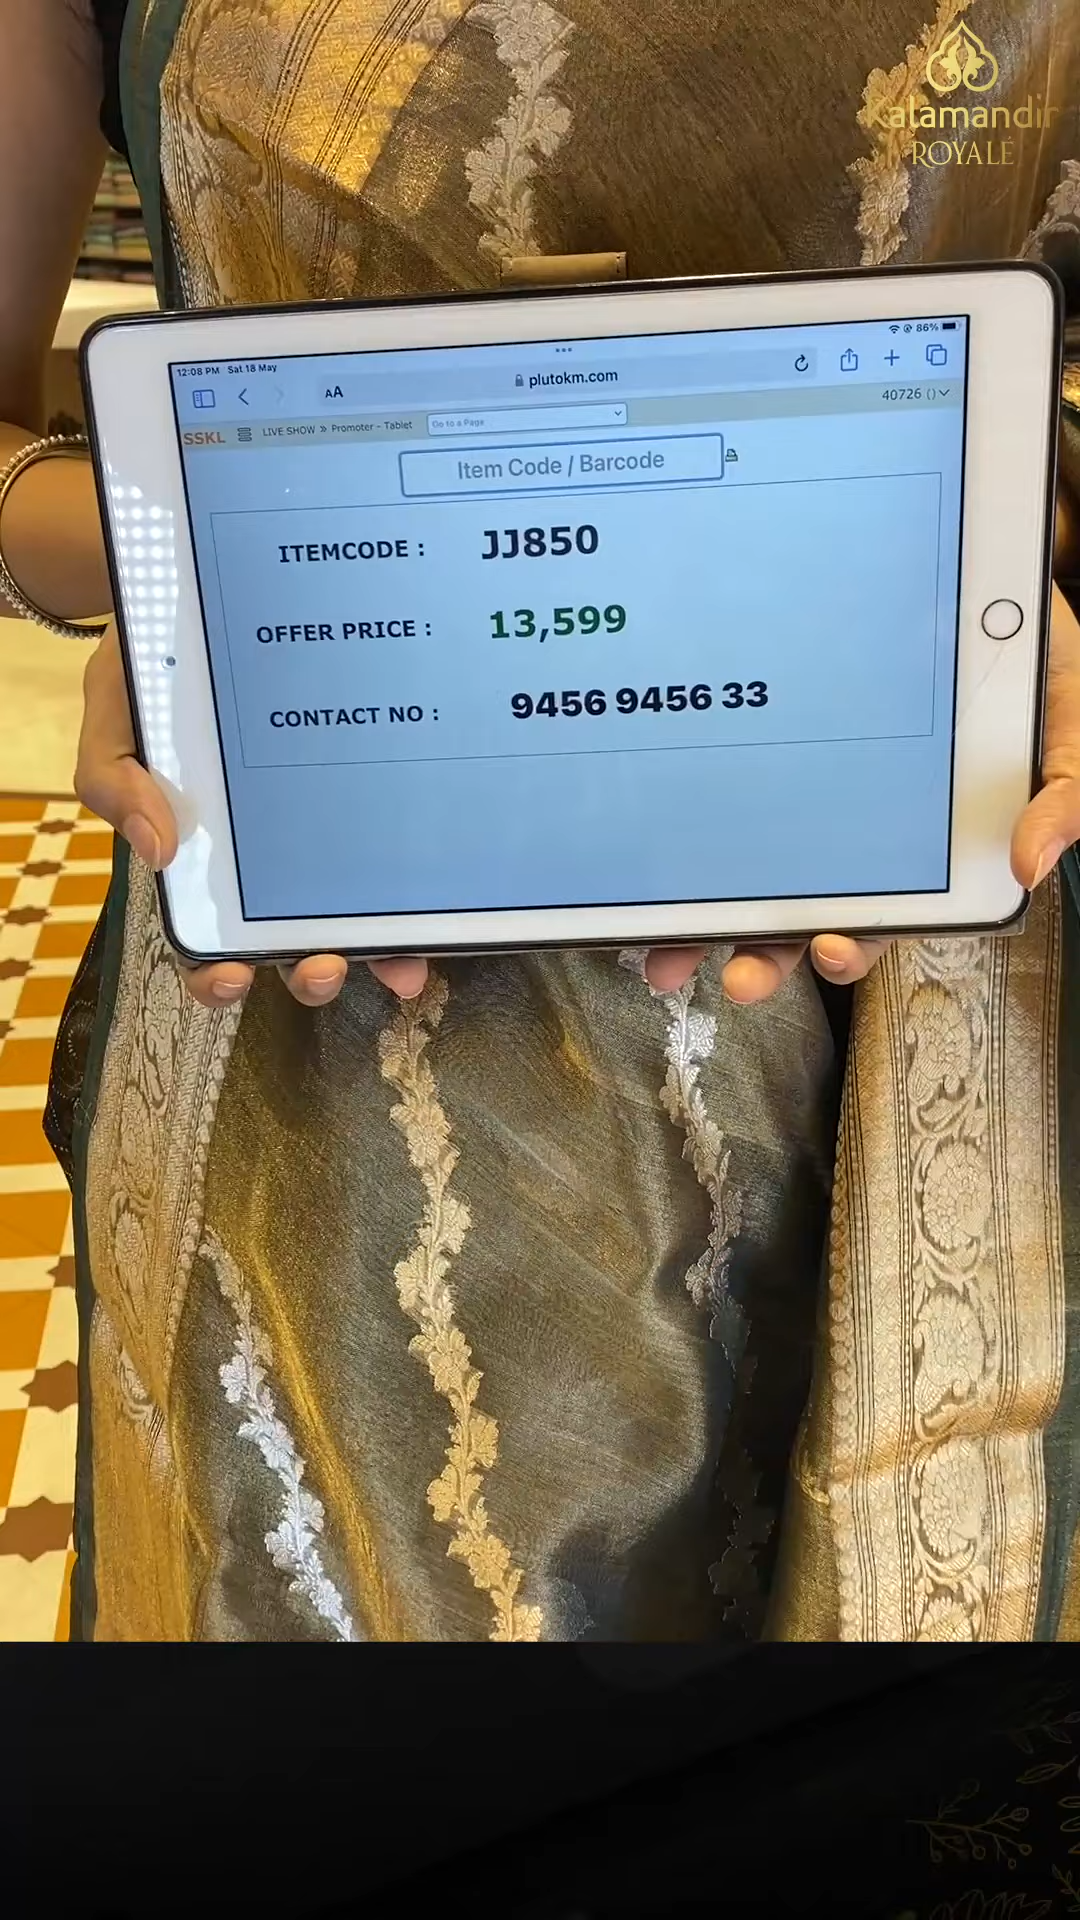 Kalamandir
ROYALE
12:08 PM Sat 18 May
86%
AA
plutokm.com
SSKL
LIVE SHOW » Promoter - Tablet
Go to a Page
40726 ()
Item Code / Barcode
ITEMCODE : JJ850
OFFER PRICE : 13,599
CONTACT NO : 9456 9456 33